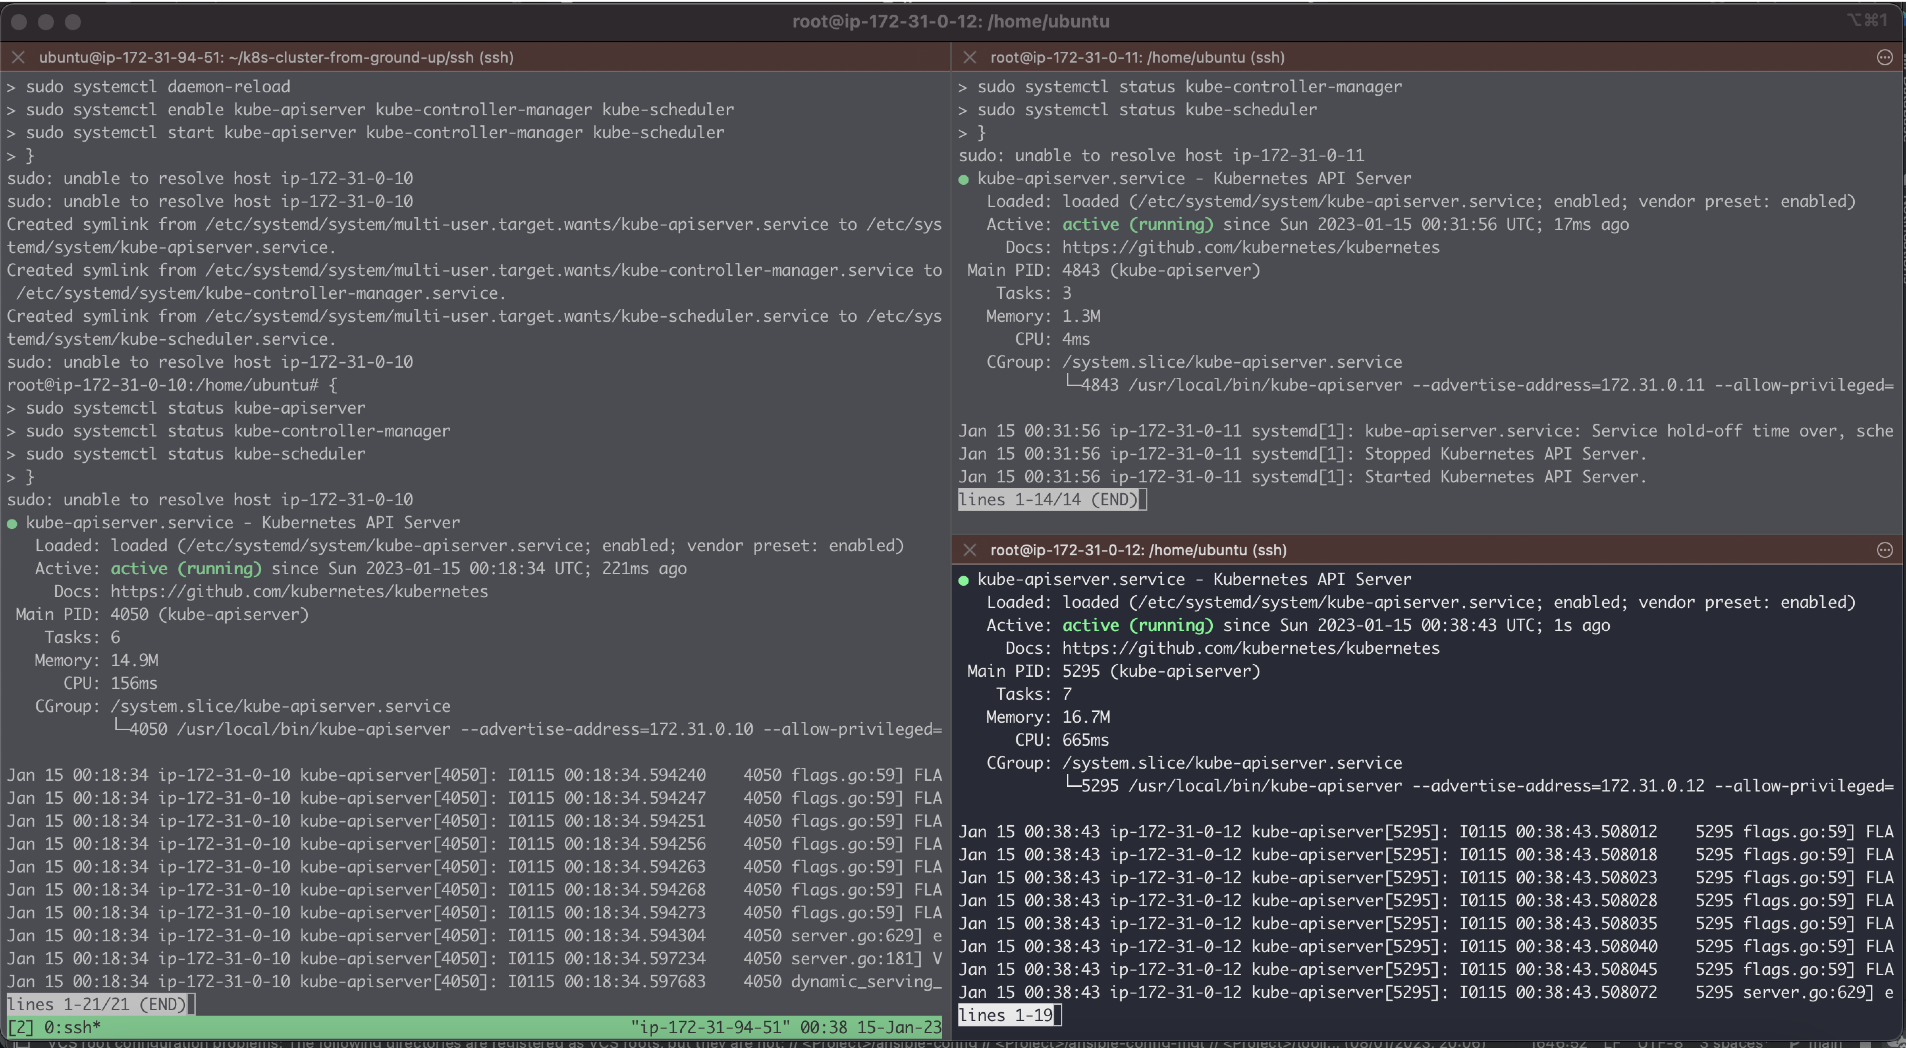 root@ip-172-31-0-12: /home/ubuntu
⌥⌘1
ubuntu@ip-172-31-94-51: ~/k8s-cluster-from-ground-up/ssh (ssh)
> sudo systemctl daemon-reload
> sudo systemctl enable kube-apiserver kube-controller-manager kube-scheduler
> sudo systemctl start kube-apiserver kube-controller-manager kube-scheduler
> }
sudo: unable to resolve host ip-172-31-0-10
sudo: unable to resolve host ip-172-31-0-10
Created symlink from /etc/systemd/system/multi-user.target.wants/kube-apiserver.service to /etc/sys
temd/system/kube-apiserver.service.
Created symlink from /etc/systemd/system/multi-user.target.wants/kube-controller-manager.service to
/etc/systemd/system/kube-controller-manager.service.
Created symlink from /etc/systemd/system/multi-user.target.wants/kube-scheduler.service to /etc/sys
temd/system/kube-scheduler.service.
sudo: unable to resolve host ip-172-31-0-10
root@ip-172-31-0-10:/home/ubuntu# {
> sudo systemctl status kube-apiserver
> sudo systemctl status kube-controller-manager
> sudo systemctl status kube-scheduler
> }
sudo: unable to resolve host ip-172-31-0-10
● kube-apiserver.service - Kubernetes API Server
Loaded: loaded (/etc/systemd/system/kube-apiserver.service; enabled; vendor preset: enabled)
Active: active (running) since Sun 2023-01-15 00:18:34 UTC; 221ms ago
Docs: https://github.com/kubernetes/kubernetes
Main PID: 4050 (kube-apiserver)
Tasks: 6
Memory: 14.9M
CPU: 156ms
CGroup: /system.slice/kube-apiserver.service
└─4050 /usr/local/bin/kube-apiserver --advertise-address=172.31.0.10 --allow-privileged=
Jan 15 00:18:34 ip-172-31-0-10 kube-apiserver[4050]: I0115 00:18:34.594240    4050 flags.go:59] FLA
Jan 15 00:18:34 ip-172-31-0-10 kube-apiserver[4050]: I0115 00:18:34.594247    4050 flags.go:59] FLA
Jan 15 00:18:34 ip-172-31-0-10 kube-apiserver[4050]: I0115 00:18:34.594251    4050 flags.go:59] FLA
Jan 15 00:18:34 ip-172-31-0-10 kube-apiserver[4050]: I0115 00:18:34.594256    4050 flags.go:59] FLA
Jan 15 00:18:34 ip-172-31-0-10 kube-apiserver[4050]: I0115 00:18:34.594263    4050 flags.go:59] FLA
Jan 15 00:18:34 ip-172-31-0-10 kube-apiserver[4050]: I0115 00:18:34.594268    4050 flags.go:59] FLA
Jan 15 00:18:34 ip-172-31-0-10 kube-apiserver[4050]: I0115 00:18:34.594273    4050 flags.go:59] FLA
Jan 15 00:18:34 ip-172-31-0-10 kube-apiserver[4050]: I0115 00:18:34.594304    4050 server.go:629] e
Jan 15 00:18:34 ip-172-31-0-10 kube-apiserver[4050]: I0115 00:18:34.597234    4050 server.go:181] V
Jan 15 00:18:34 ip-172-31-0-10 kube-apiserver[4050]: I0115 00:18:34.597683    4050 dynamic_serving_
lines 1-21/21 (END)
[2] 0:ssh* "ip-172-31-94-51" 00:38 15-Jan-23
root@ip-172-31-0-11: /home/ubuntu (ssh)
> sudo systemctl status kube-controller-manager
> sudo systemctl status kube-scheduler
> }
sudo: unable to resolve host ip-172-31-0-11
● kube-apiserver.service - Kubernetes API Server
Loaded: loaded (/etc/systemd/system/kube-apiserver.service; enabled; vendor preset: enabled)
Active: active (running) since Sun 2023-01-15 00:31:56 UTC; 17ms ago
Docs: https://github.com/kubernetes/kubernetes
Main PID: 4843 (kube-apiserver)
Tasks: 3
Memory: 1.3M
CPU: 4ms
CGroup: /system.slice/kube-apiserver.service
└─4843 /usr/local/bin/kube-apiserver --advertise-address=172.31.0.11 --allow-privileged=
Jan 15 00:31:56 ip-172-31-0-11 systemd[1]: kube-apiserver.service: Service hold-off time over, sche
Jan 15 00:31:56 ip-172-31-0-11 systemd[1]: Stopped Kubernetes API Server.
Jan 15 00:31:56 ip-172-31-0-11 systemd[1]: Started Kubernetes API Server.
lines 1-14/14 (END)
root@ip-172-31-0-12: /home/ubuntu (ssh)
● kube-apiserver.service - Kubernetes API Server
Loaded: loaded (/etc/systemd/system/kube-apiserver.service; enabled; vendor preset: enabled)
Active: active (running) since Sun 2023-01-15 00:38:43 UTC; 1s ago
Docs: https://github.com/kubernetes/kubernetes
Main PID: 5295 (kube-apiserver)
Tasks: 7
Memory: 16.7M
CPU: 665ms
CGroup: /system.slice/kube-apiserver.service
└─5295 /usr/local/bin/kube-apiserver --advertise-address=172.31.0.12 --allow-privileged=
Jan 15 00:38:43 ip-172-31-0-12 kube-apiserver[5295]: I0115 00:38:43.508012    5295 flags.go:59] FLA
Jan 15 00:38:43 ip-172-31-0-12 kube-apiserver[5295]: I0115 00:38:43.508018    5295 flags.go:59] FLA
Jan 15 00:38:43 ip-172-31-0-12 kube-apiserver[5295]: I0115 00:38:43.508023    5295 flags.go:59] FLA
Jan 15 00:38:43 ip-172-31-0-12 kube-apiserver[5295]: I0115 00:38:43.508028    5295 flags.go:59] FLA
Jan 15 00:38:43 ip-172-31-0-12 kube-apiserver[5295]: I0115 00:38:43.508035    5295 flags.go:59] FLA
Jan 15 00:38:43 ip-172-31-0-12 kube-apiserver[5295]: I0115 00:38:43.508040    5295 flags.go:59] FLA
Jan 15 00:38:43 ip-172-31-0-12 kube-apiserver[5295]: I0115 00:38:43.508045    5295 flags.go:59] FLA
Jan 15 00:38:43 ip-172-31-0-12 kube-apiserver[5295]: I0115 00:38:43.508072    5295 server.go:629] e
lines 1-19
VCS root configuration problems: The following directories are registered as VCS roots, but they are not: // <Project>/ansible-config // <Project>/ansible-config-mgt // <Project>/tooli... (08/01/2023, 20:06) 646:52 LF UTF-8 3 spaces* main